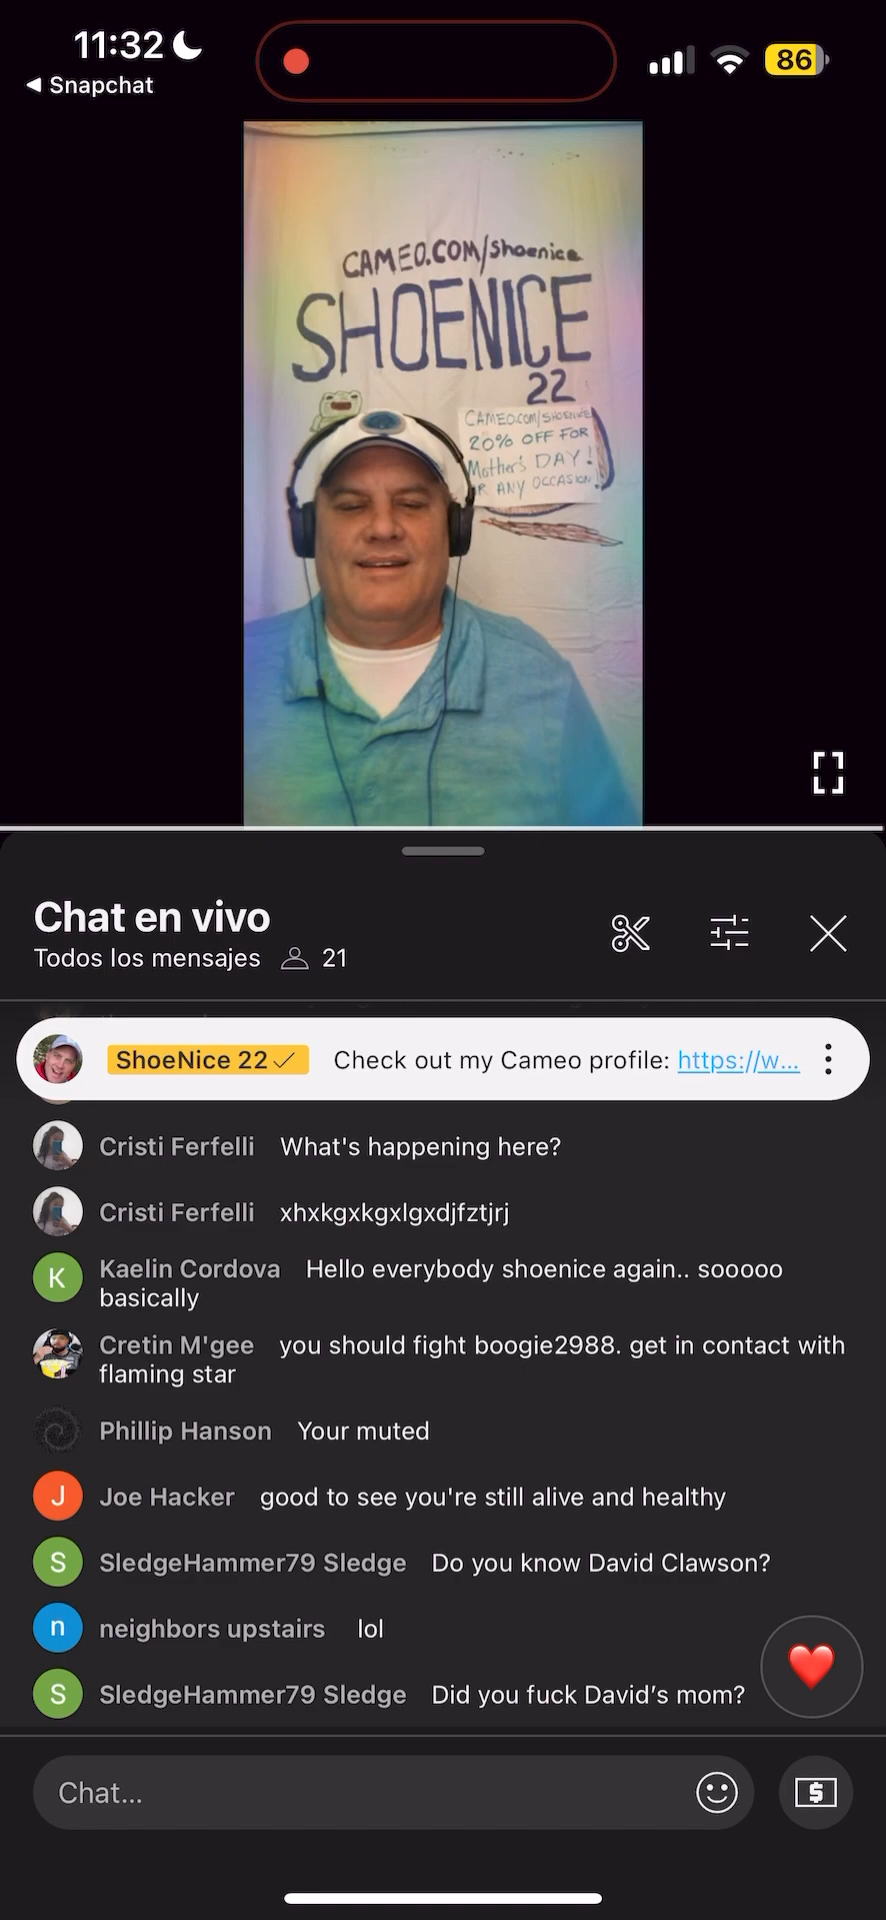 11:32
86
Snapchat
CAMEO.COM/shoenice
SHOENICE
22
CAMEO.COM/SHOENICE
20% OFF FOR
Mother's DAY!
OR ANY OCCASION!
Chat en vivo
Todos los mensajes 21
ShoeNice 22 Check out my Cameo profile: https://w...
Cristi Ferfelli What's happening here?
Cristi Ferfelli xhxkgxkgxlgxdjfztjrj
K Kaelin Cordova Hello everybody shoenice again.. sooooo
basically
Cretin M'gee you should fight boogie2988. get in contact with
flaming star
Phillip Hanson Your muted
J Joe Hacker good to see you're still alive and healthy
S SledgeHammer79 Sledge Do you know David Clawson?
n neighbors upstairs lol
S SledgeHammer79 Sledge Did you fuck David’s mom?
Chat...
$